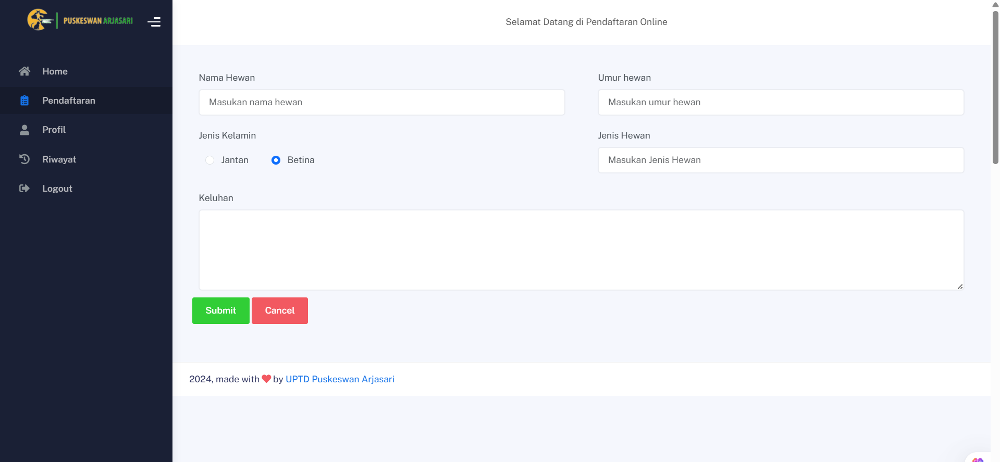 PUSKESWAN ARJASARI
Home
Pendaftaran
Profil
Riwayat
Logout
Selamat Datang di Pendaftaran Online
Nama Hewan
Masukan nama hewan
Umur hewan
Masukan umur hewan
Jenis Kelamin
Jantan
Betina
Jenis Hewan
Masukan Jenis Hewan
Keluhan
Submit
Cancel
2024, made with ❤ by UPTD Puskeswan Arjasari